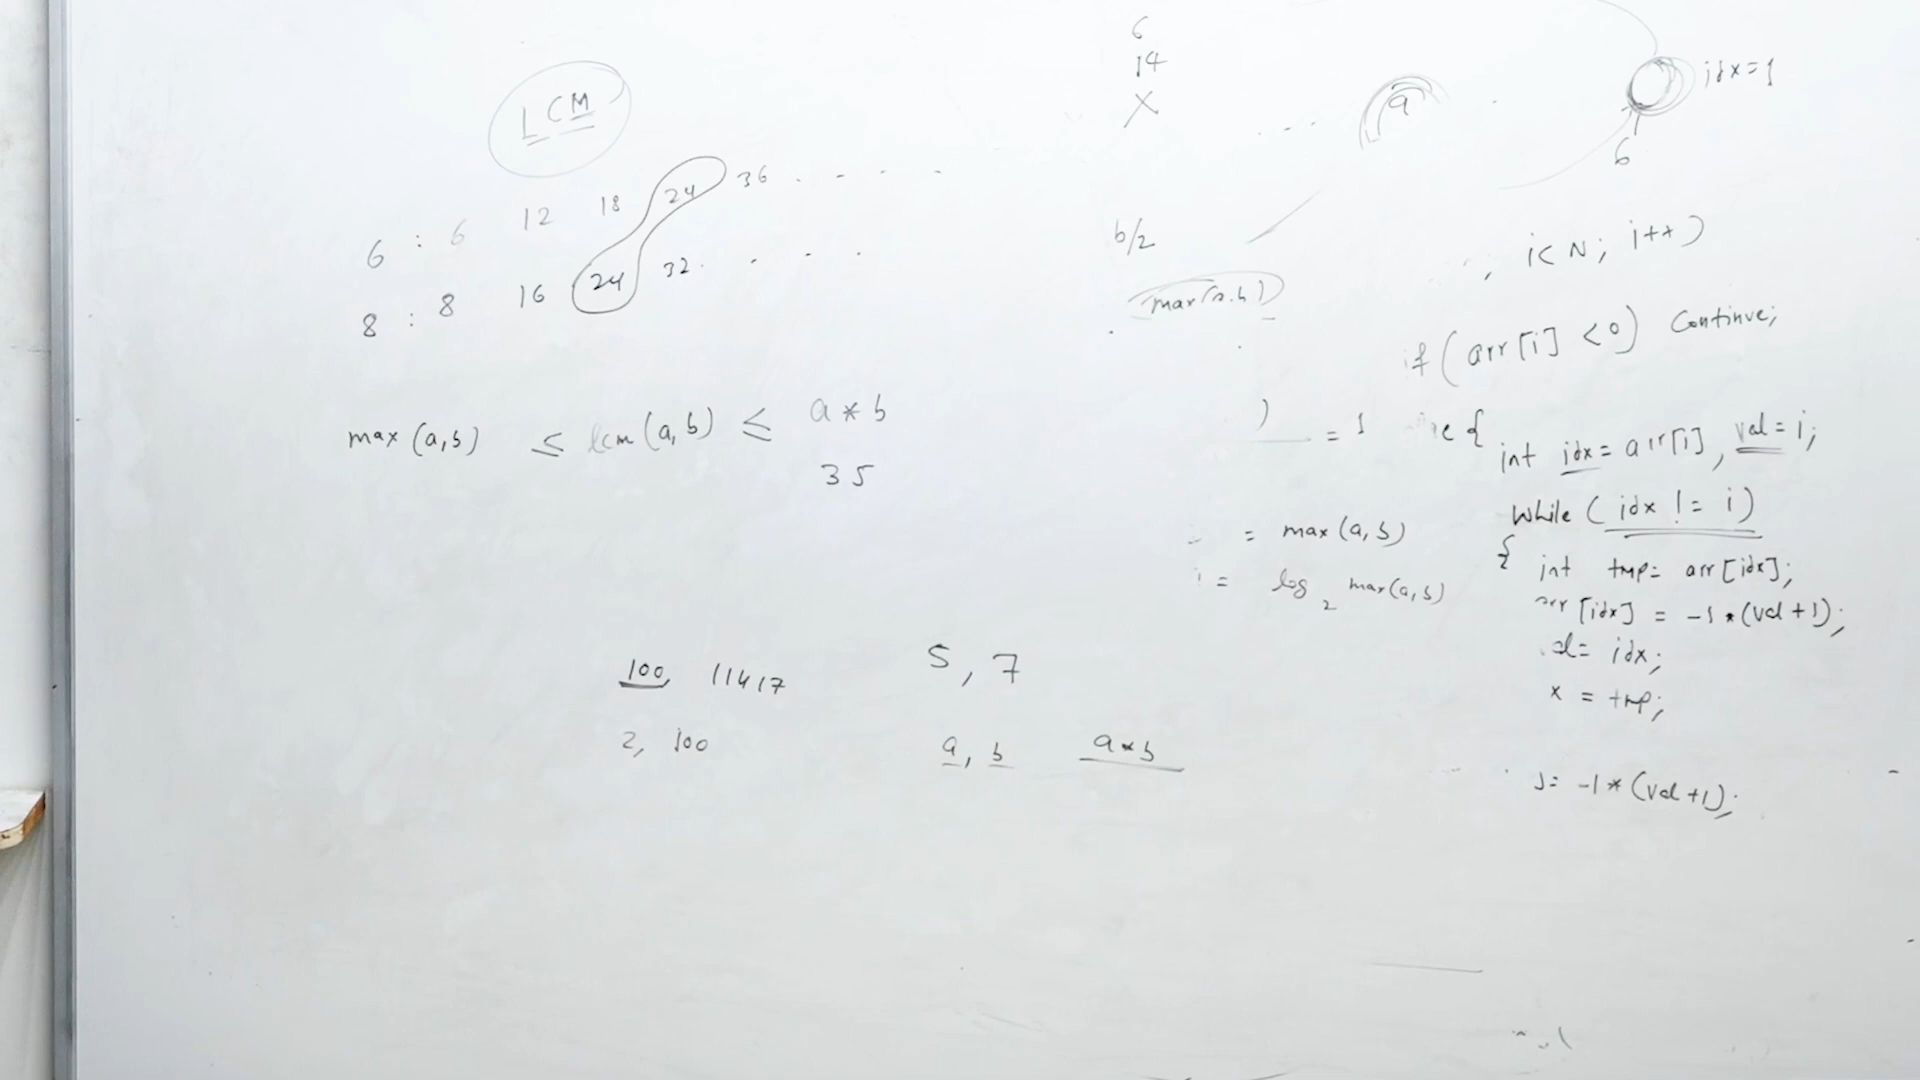 LCM
6 : 6 12 18 24 36 . . . .
8 : 8 16 24 32 . . . .
max (a,b) ≤ lcm (a,b) ≤ a * b
35
100, 11417
2, 100
5, 7
a, b a*b
6
14
X
b/2
max(a,b)
) = 1
= max (a,b)
= log 2 max(a,b)
. . . a
idx=1
6
, i< N; i++)
if (arr[i] <0) Continue;
{
int idx= arr[i], val= i;
While ( idx != i)
{ int tmp= arr[idx];
arr [idx] = -1*(val+1);
= idx;
x = tmp;
]= -1*(val+1);